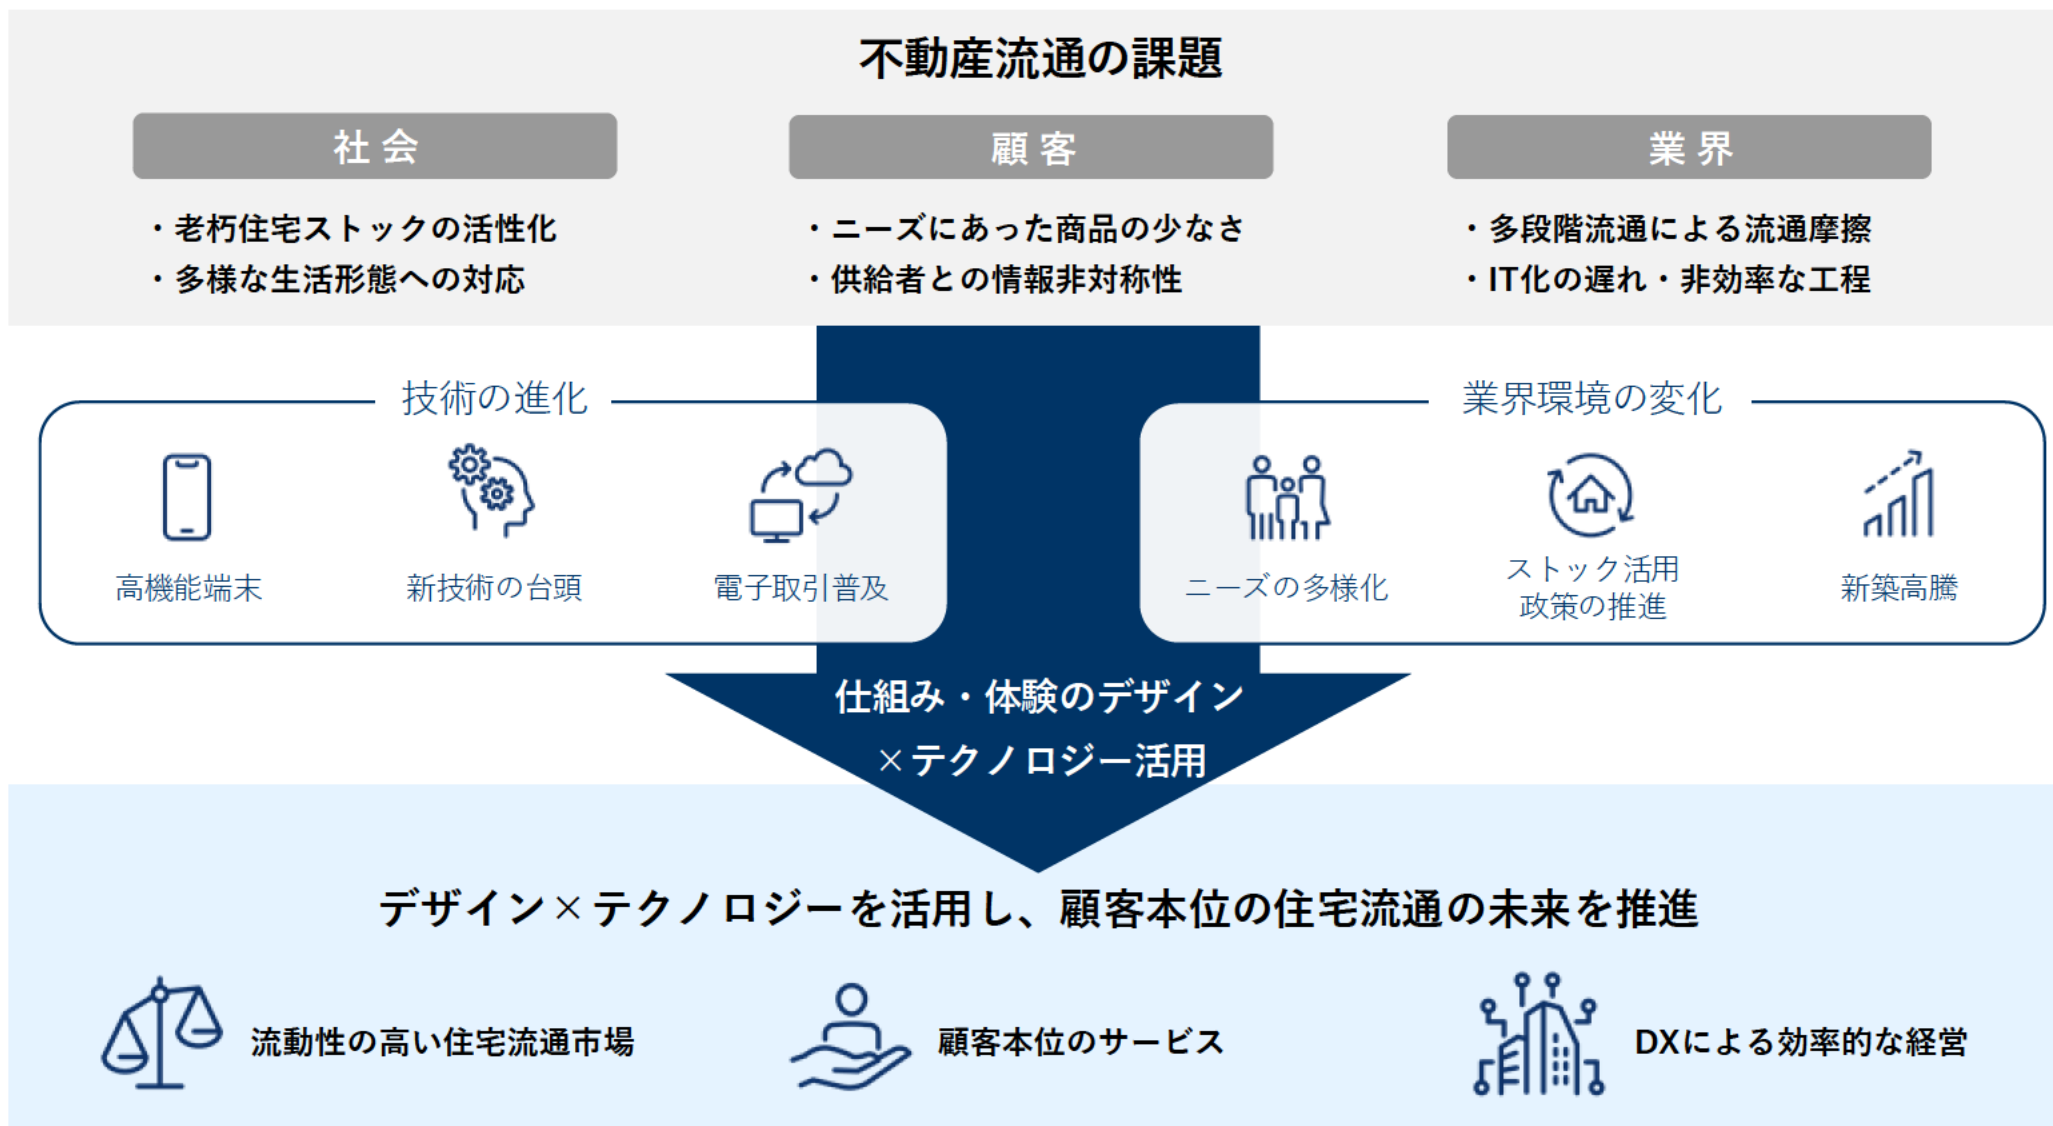 不動産流通の課題
社会
・老朽住宅ストックの活性化
・多様な生活形態への対応
顧客
・ニーズにあった商品の少なさ
・供給者との情報非対称性
業界
・多段階流通による流通摩擦
・IT化の遅れ・非効率な工程
技術の進化
高機能端末
新技術の台頭
電子取引普及
業界環境の変化
ニーズの多様化
ストック活用
政策の推進
新築高騰
仕組み・体験のデザイン
×テクノロジー活用
デザイン×テクノロジーを活用し、顧客本位の住宅流通の未来を推進
流動性の高い住宅流通市場
顧客本位のサービス
DXによる効率的な経営